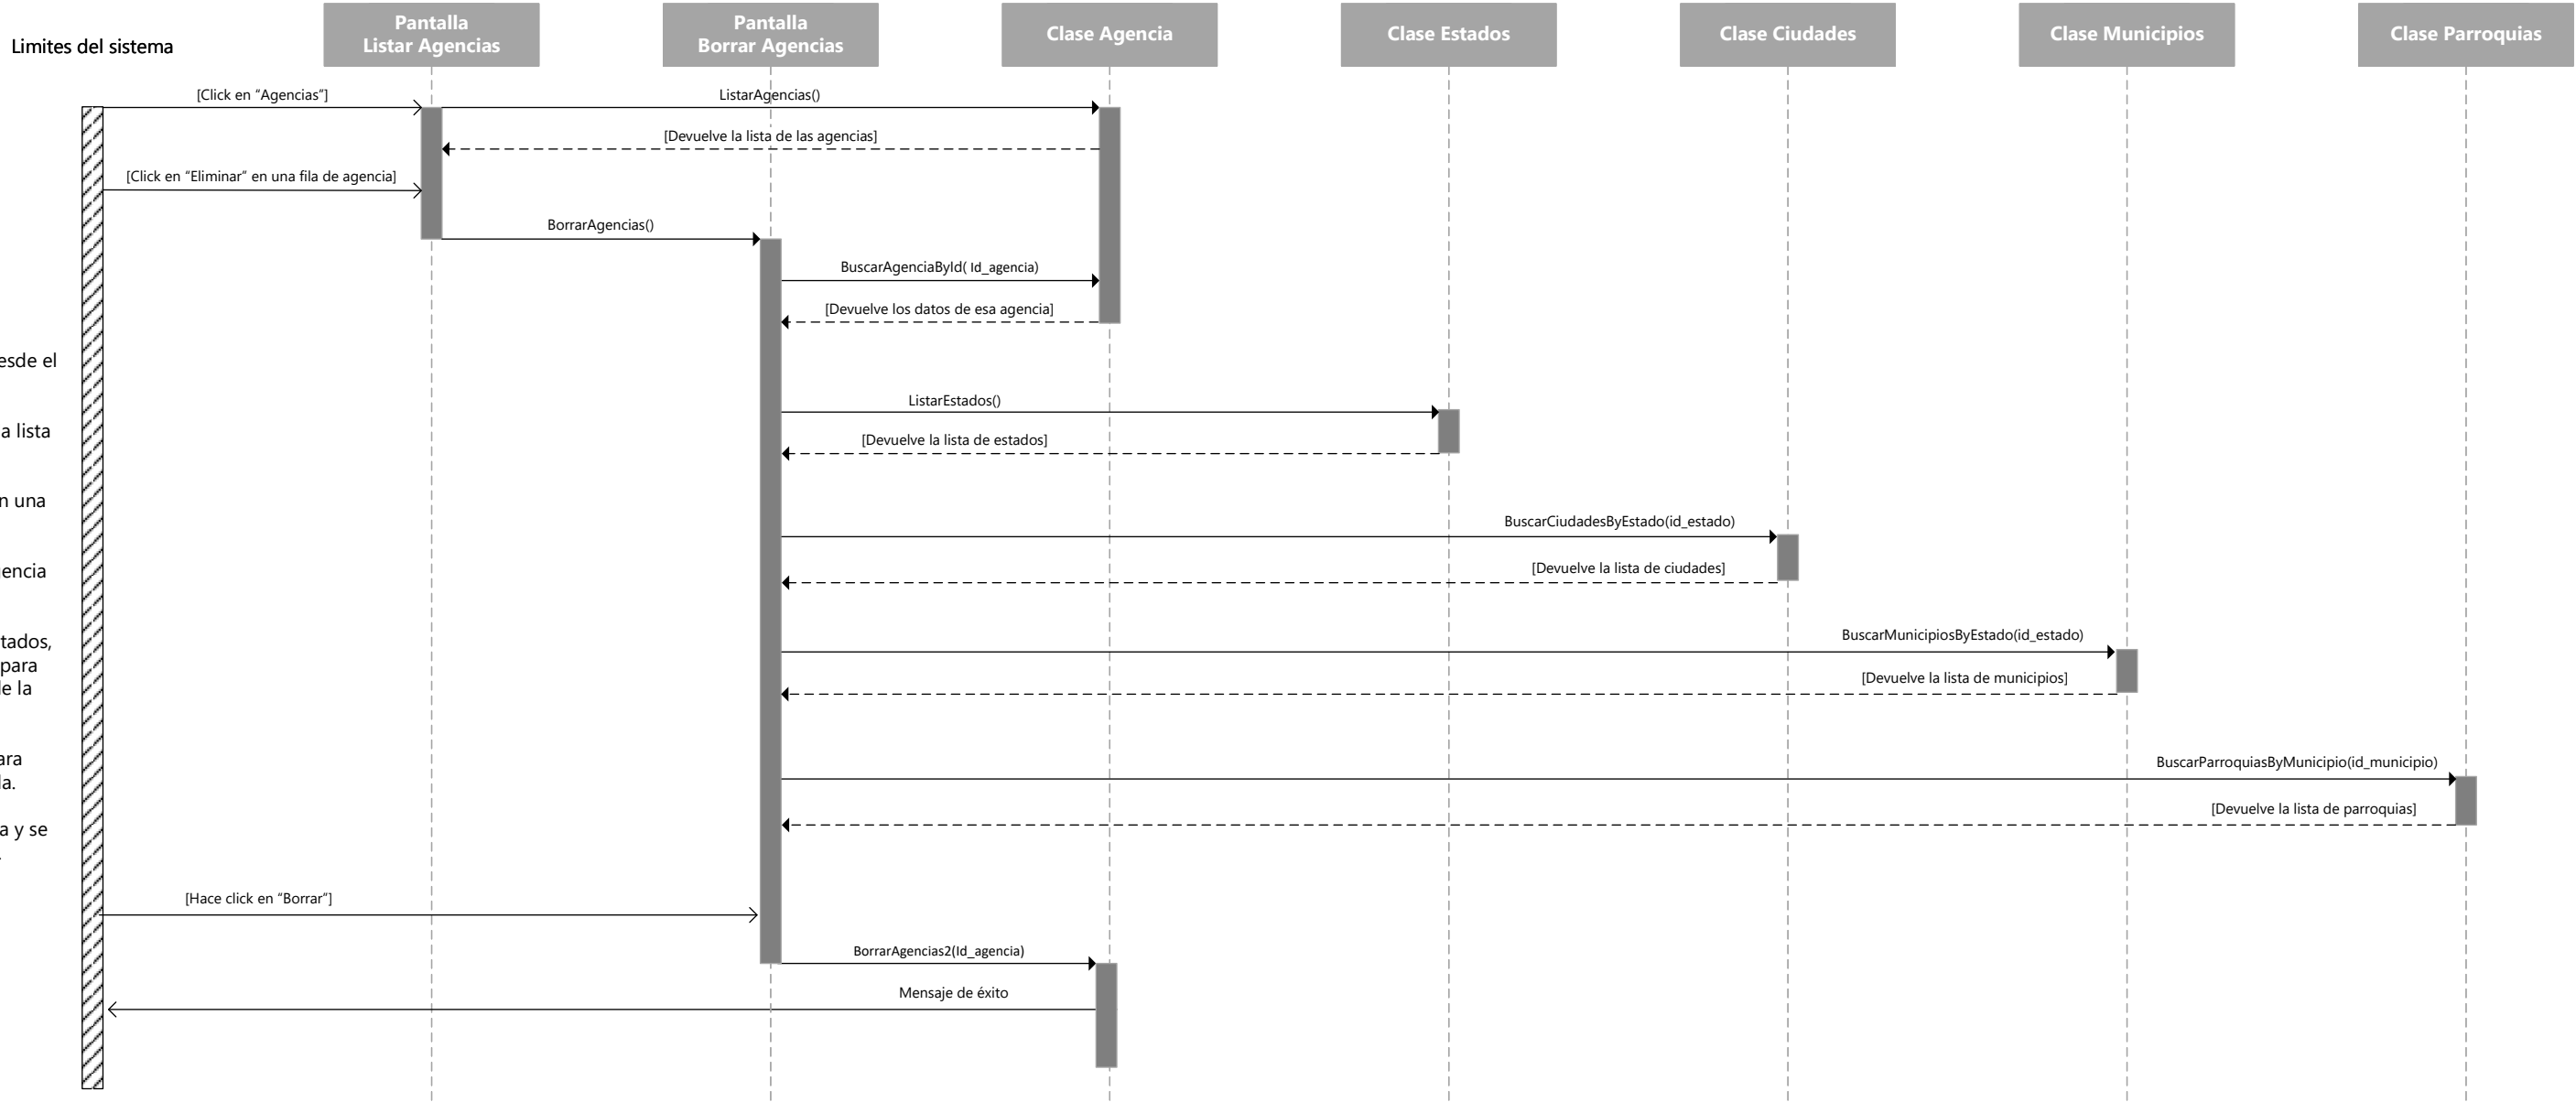 Limites del sistema
Pantalla
Listar Agencias
Pantalla
Borrar Agencias
Clase Agencia
Clase Estados
Clase Ciudades
Clase Municipios
Clase Parroquias
[Click en “Agencias”]
ListarAgencias()
[Devuelve la lista de las agencias]
[Click en “Eliminar” en una fila de agencia]
BorrarAgencias()
BuscarAgenciaById( Id_agencia)
[Devuelve los datos de esa agencia]
esde el
ListarEstados()
a lista
[Devuelve la lista de estados]
n una
BuscarCiudadesByEstado(id_estado)
[Devuelve la lista de ciudades]
encia
BuscarMunicipiosByEstado(id_estado)
tados,
para
[Devuelve la lista de municipios]
de la
BuscarParroquiasByMunicipio(id_municipio)
ara
la.
[Devuelve la lista de parroquias]
a y se
[Hace click en “Borrar”]
BorrarAgencias2(Id_agencia)
Mensaje de éxito